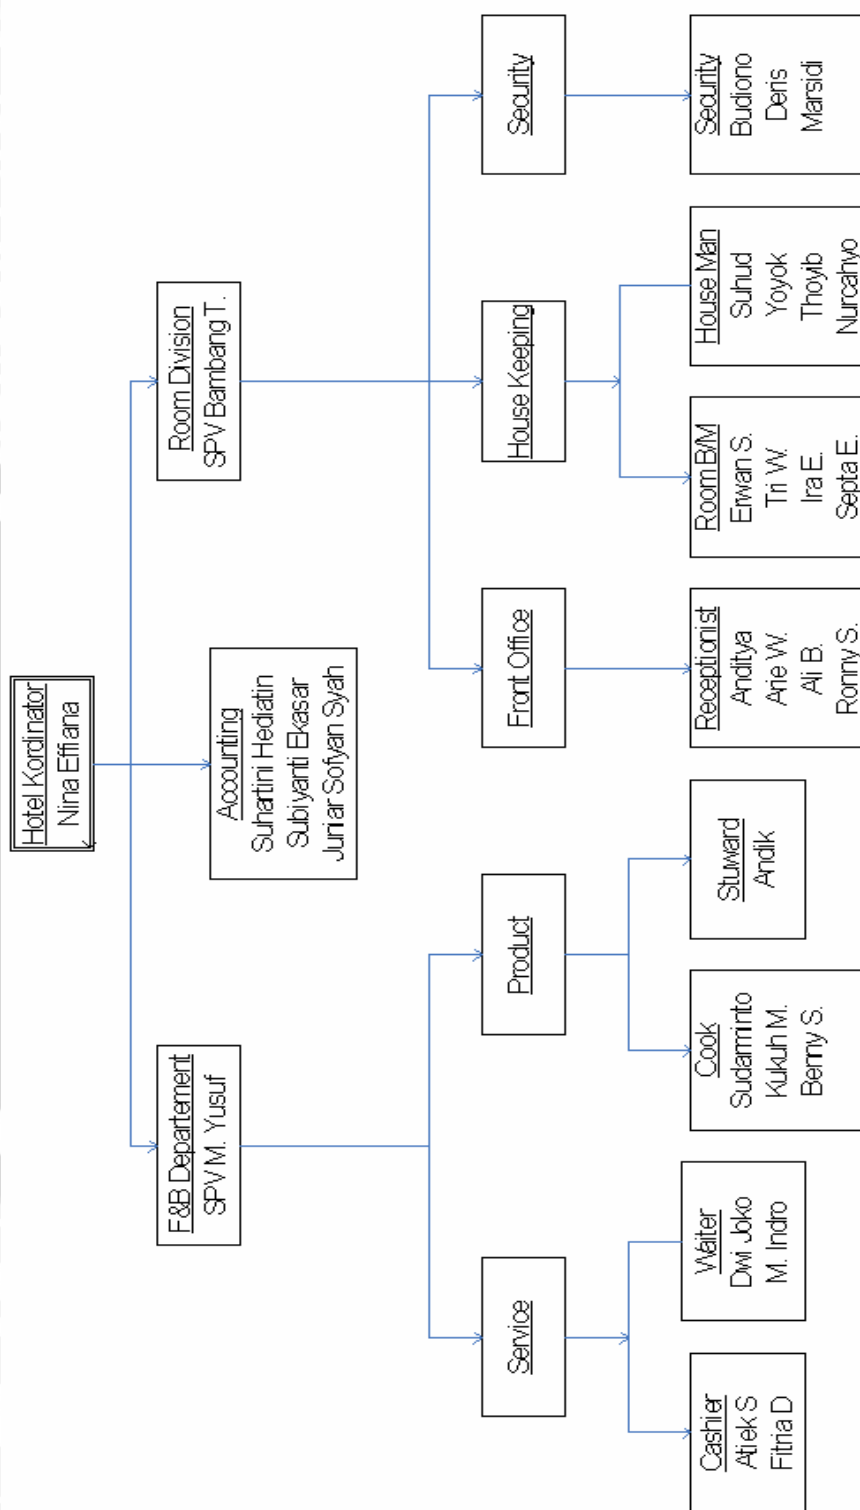 Hotel Kordinator
Nina Effiana
F&B Departement
SPV M. Yusuf
Accounting
Suhartini Hediatin
Subiyanti Ekasar
Juniar Sofyan Syah
Room Division
SPV Bambang T.
Service
Product
Front Office
House Keeping
Security
Cashier
Atiek S
Fitria D
Waiter
Dwi Joko
M. Indro
Cook
Sudarminto
Kukuh M.
Benny S.
Stuward
Andik
Receptionist
Anditya
Arie W.
Ali B.
Ronny S.
Room B/M
Erwan S.
Tri W.
Ira E.
Septa E.
House Man
Suhud
Yoyok
Thoyib
Nurcahyo
Security
Budiono
Deris
Marsidi